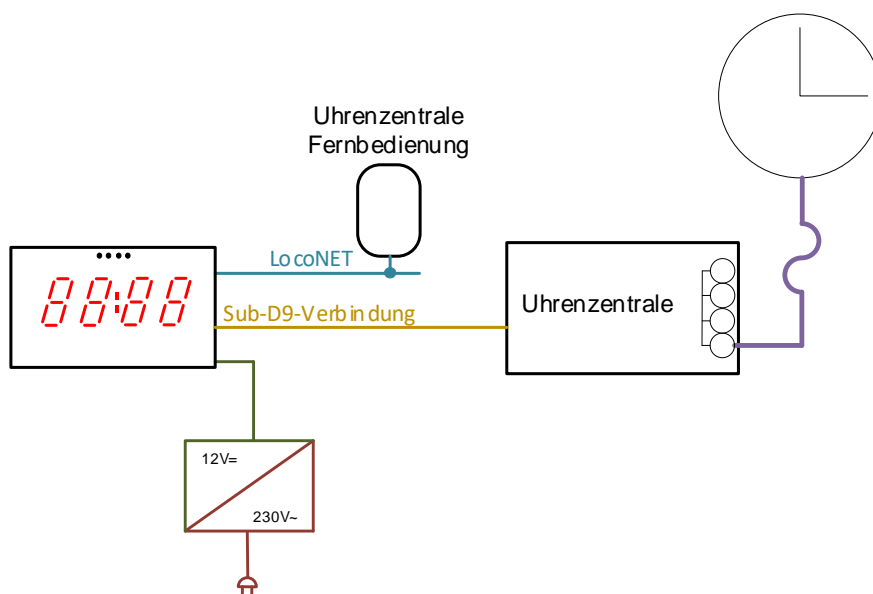 Uhrenzentrale
Fernbedienung
LocoNET
88:88
Sub-D9-Verbindung
Uhrenzentrale
12V=
230V~